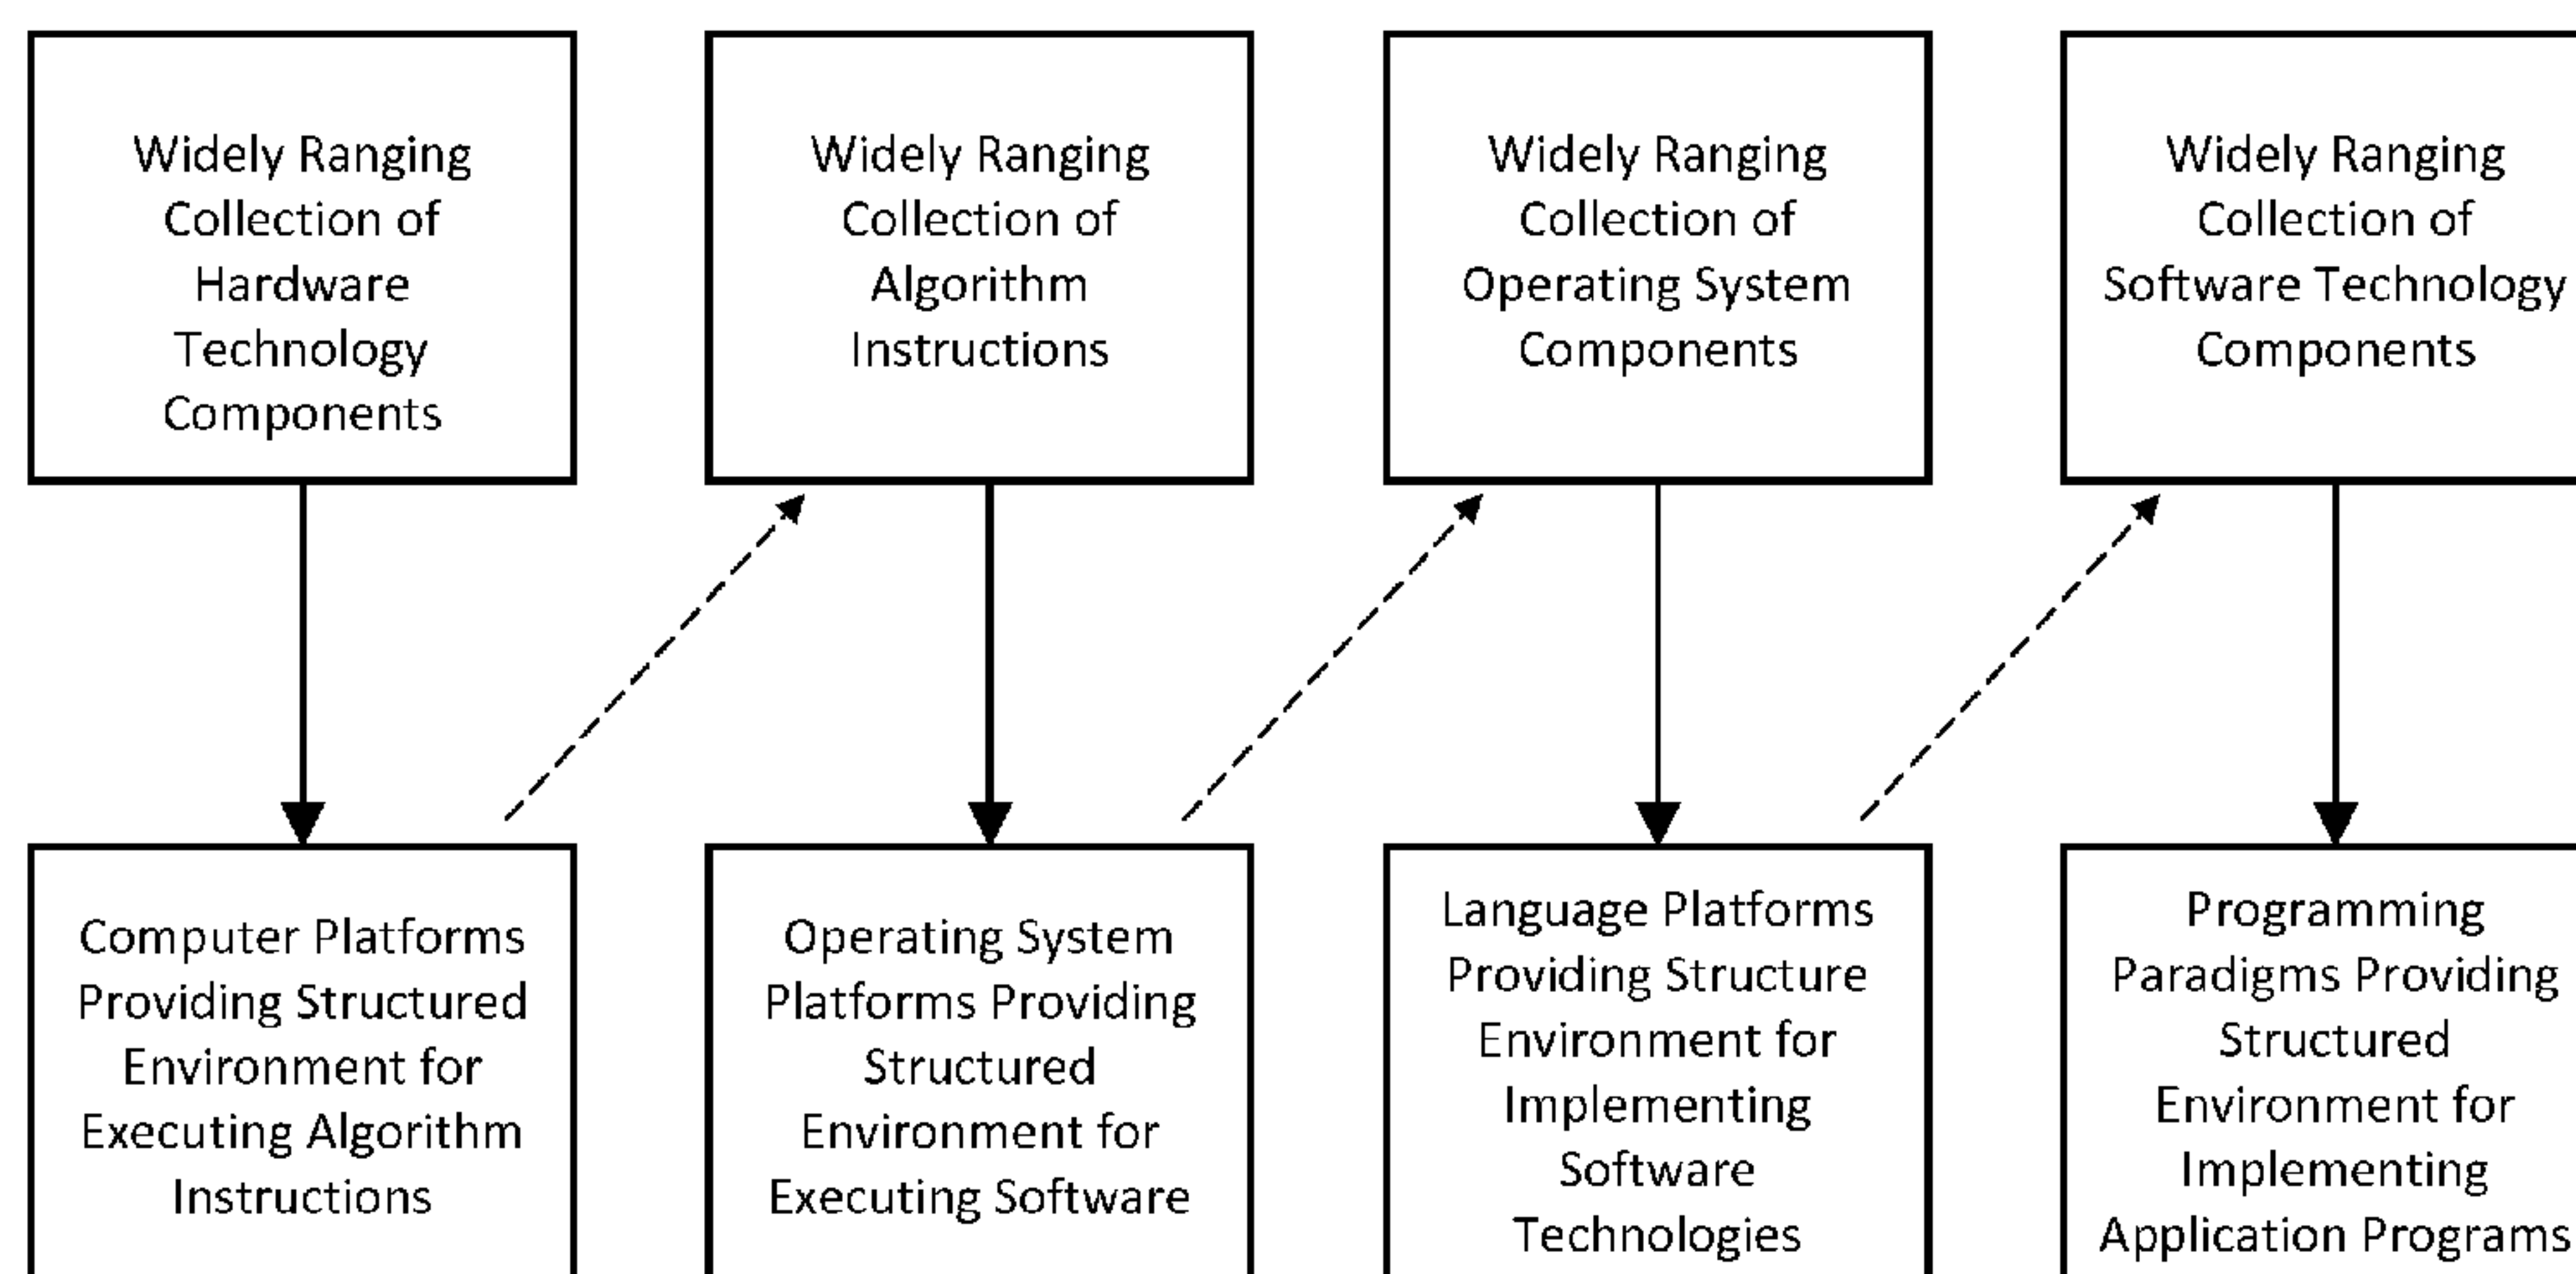 Widely Ranging
Collection of
Hardware
Technology
Components
Widely Ranging
Collection of
Algorithm
Instructions
Widely Ranging
Collection of
Operating System
Components
Widely Ranging
Collection of
Software Technology
Components
Computer Platforms
Providing Structured
Environment for
Executing Algorithm
Instructions
Operating System
Platforms Providing
Structured
Environment for
Executing Software
Language Platforms
Providing Structure
Environment for
Implementing
Software
Technologies
Programming
Paradigms Providing
Structured
Environment for
Implementing
Application Programs